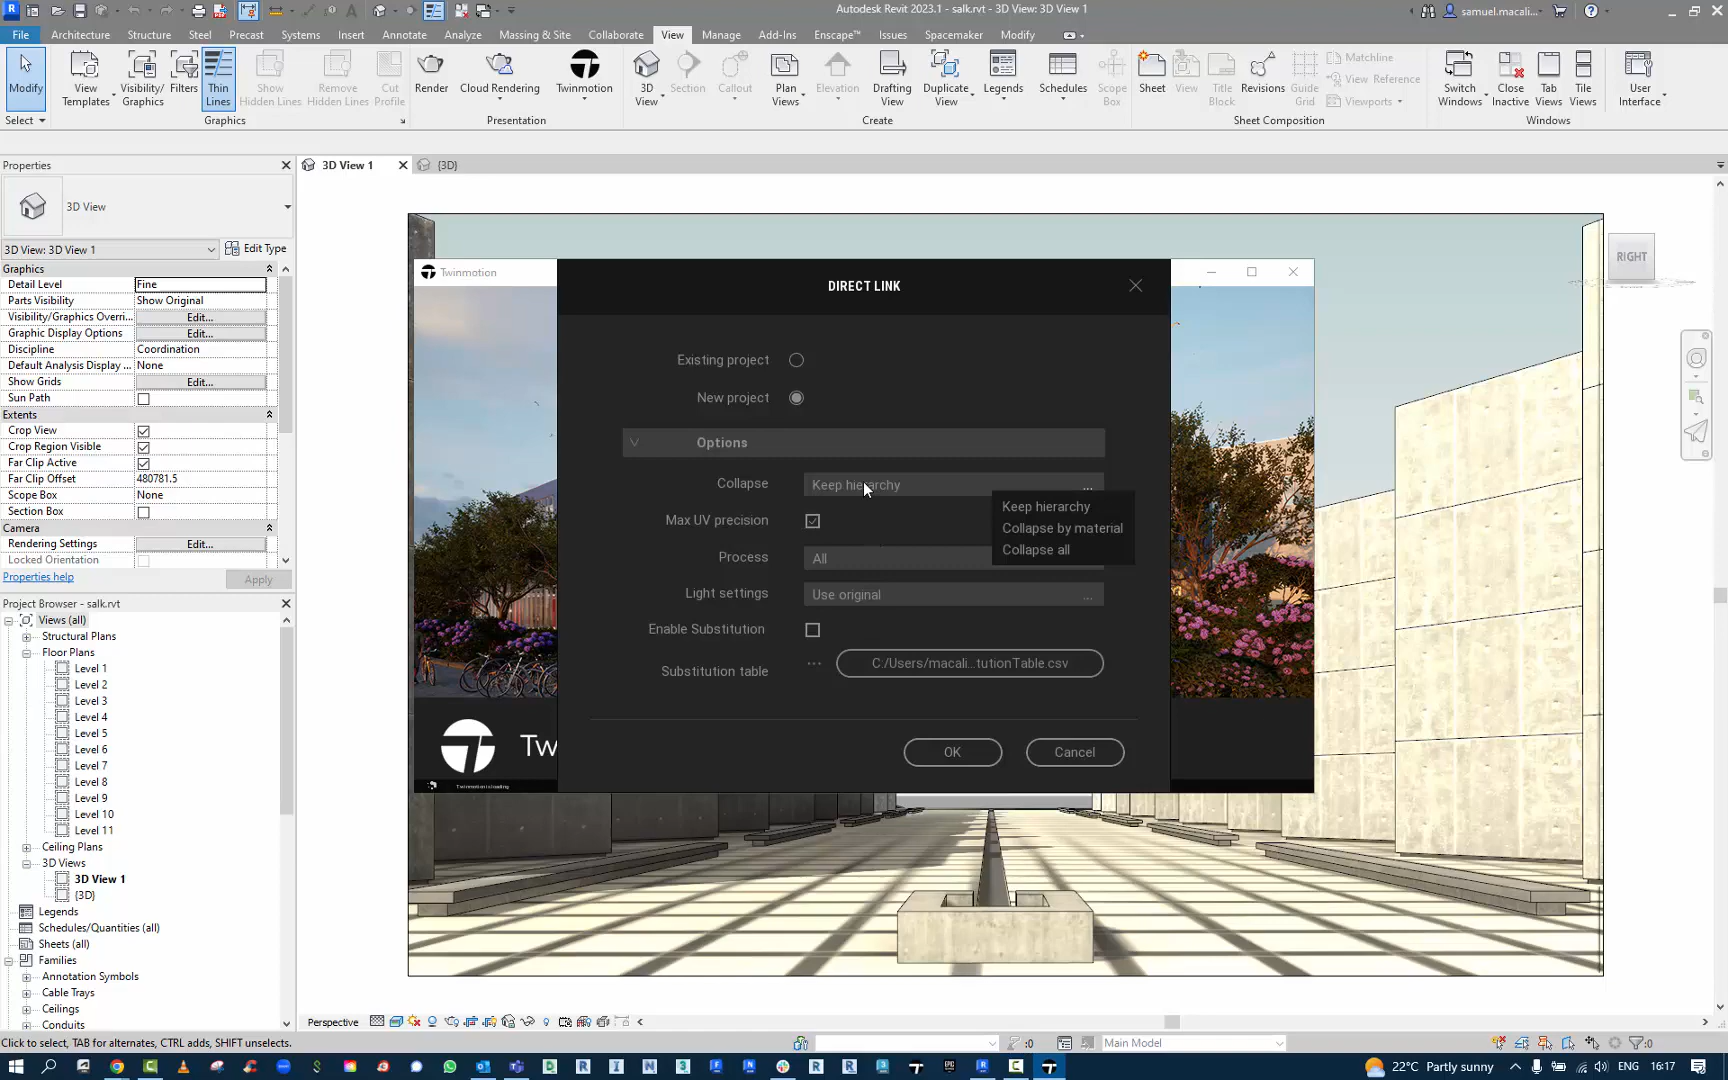 Autodesk Revit 2023.1 - salk.rvt - 3D View: 3D View 1
samuel.macali...
File Architecture Structure Steel Precast Systems Insert Annotate Analyze Massing & Site Collaborate View Manage Add-Ins Enscape™ Issues Spacemaker Modify
Modify
View Templates
Visibility/ Graphics
Filters
Thin Lines
Show Hidden Lines
Remove Hidden Lines
Cut Profile
Render
Cloud Rendering
Twinmotion
3D View
Section
Callout
Plan Views
Elevation
Drafting View
Duplicate View
Legends
Schedules
Scope Box
Sheet
View
Title Block
Revisions
Guide Grid
Matchline
View Reference
Viewports
Switch Windows
Close Inactive
Tab Views
Tile Views
User Interface
Select
Graphics
Presentation
Create
Sheet Composition
Windows
Properties
3D View 1
{3D}
3D View
3D View: 3D View 1
Edit Type
Graphics
Detail Level Fine
Parts Visibility Show Original
Visibility/Graphics Overri... Edit...
Graphic Display Options Edit...
Discipline Coordination
Default Analysis Display ... None
Show Grids Edit...
Sun Path
Extents
Crop View
Crop Region Visible
Far Clip Active
Far Clip Offset 480781.5
Scope Box None
Section Box
Camera
Rendering Settings Edit...
Locked Orientation
Properties help
Apply
Project Browser - salk.rvt
Views (all)
Structural Plans
Floor Plans
Level 1
Level 2
Level 3
Level 4
Level 5
Level 6
Level 7
Level 8
Level 9
Level 10
Level 11
Ceiling Plans
3D Views
3D View 1
{3D}
Legends
Schedules/Quantities (all)
Sheets (all)
Families
Annotation Symbols
Cable Trays
Ceilings
Conduits
RIGHT
Twinmotion
DIRECT LINK
Existing project
New project
Options
Collapse Keep hierarchy ...
Keep hierarchy
Collapse by material
Collapse all
Max UV precision
Process All
Light settings Use original ...
Enable Substitution
Substitution table ... C:/Users/macali...tutionTable.csv
OK Cancel
Tw
Twinmotion is loading
Perspective
Click to select, TAB for alternates, CTRL adds, SHIFT unselects.
:0
Main Model
:0
22°C Partly sunny
ENG
16:17